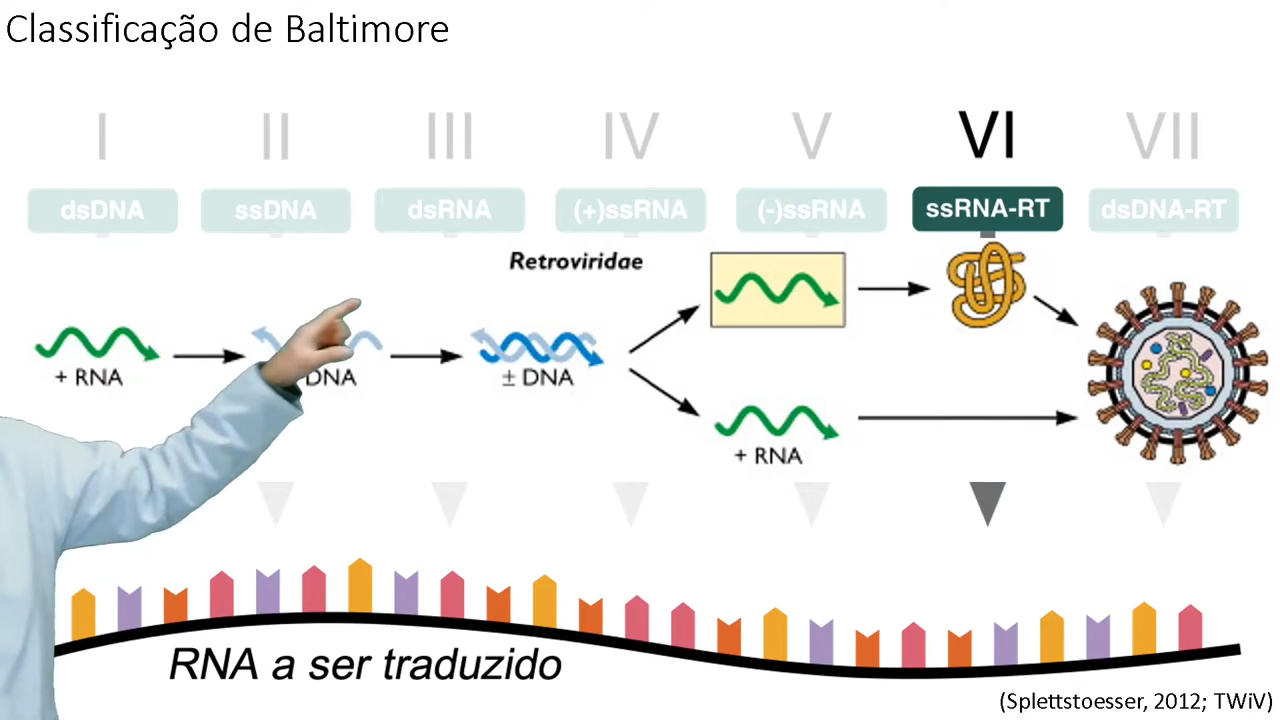 Classificação de Baltimore
I II III IV V VI VII
dsDNA ssDNA dsRNA (+)ssRNA (-)ssRNA ssRNA-RT dsDNA-RT
Retroviridae
+ RNA DNA ± DNA
+ RNA
RNA a ser traduzido
(Splettstoesser, 2012; TWiV)